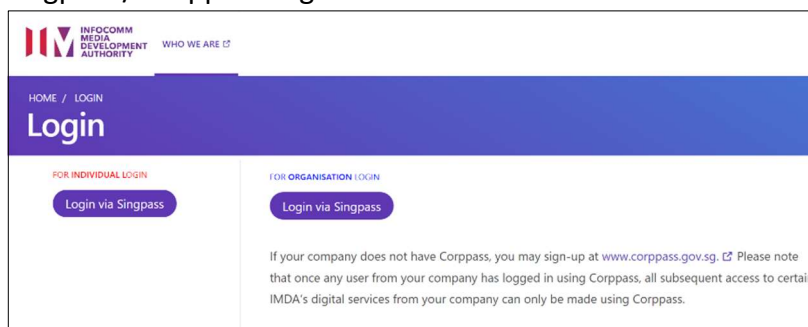 INFOCOMM
MEDIA
DEVELOPMENT
AUTHORITY
WHO WE ARE
HOME / LOGIN
Login
FOR INDIVIDUAL LOGIN
Login via Singpass
FOR ORGANISATION LOGIN
Login via Singpass
If your company does not have Corppass, you may sign-up at www.corppass.gov.sg. Please note
that once any user from your company has logged in using Corppass, all subsequent access to certain
IMDA's digital services from your company can only be made using Corppass.